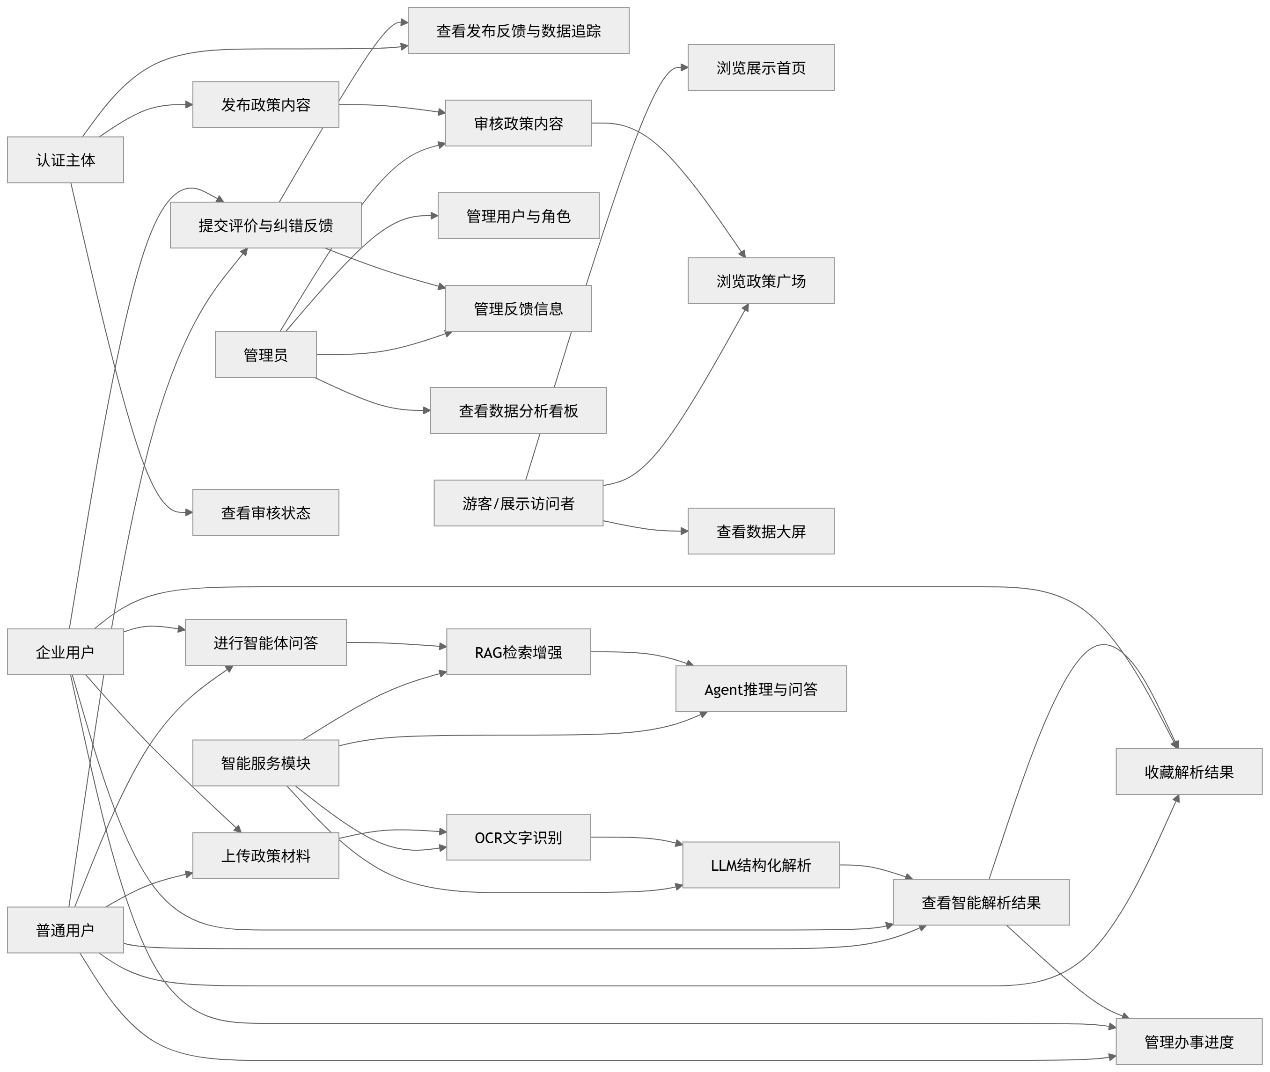 查看发布反馈与数据追踪
浏览展示首页
发布政策内容
审核政策内容
认证主体
提交评价与纠错反馈
管理用户与角色
浏览政策广场
管理反馈信息
管理员
查看数据分析看板
游客/展示访问者
查看审核状态
查看数据大屏
企业用户
进行智能体问答
RAG检索增强
Agent推理与问答
智能服务模块
收藏解析结果
OCR文字识别
上传政策材料
LLM结构化解析
查看智能解析结果
普通用户
管理办事进度